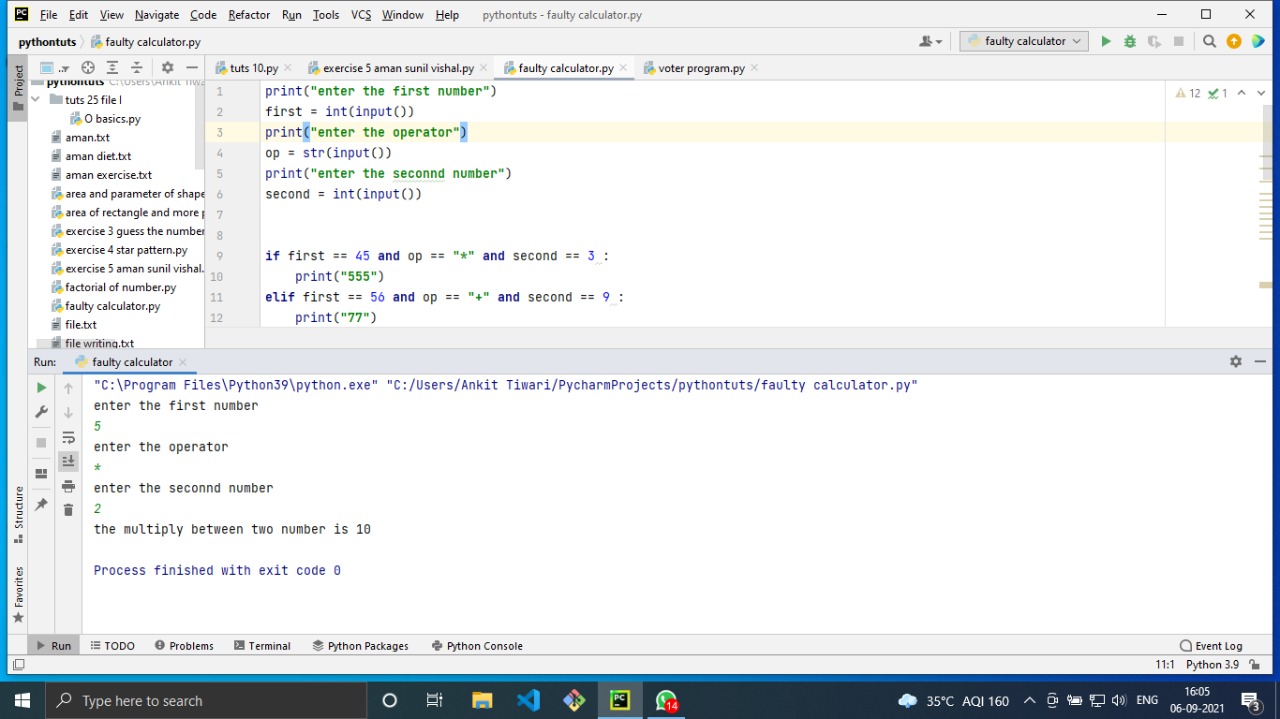 File Edit View Navigate Code Refactor Run Tools VCS Window Help pythontuts - faulty calculator.py
pythontuts faulty calculator.py faulty calculator
Project
tuts 10.py exercise 5 aman sunil vishal.py faulty calculator.py voter program.py
pythontuts C:\Users\Ankit Tiwa
tuts 25 file I
O basics.py
aman.txt
aman diet.txt
aman exercise.txt
area and parameter of shape
area of rectangle and more p
exercise 3 guess the number
exercise 4 star pattern.py
exercise 5 aman sunil vishal.
factorial of number.py
faulty calculator.py
file.txt
file writing.txt
12 1
1 print("enter the first number")
2 first = int(input())
3 print("enter the operator")
4 op = str(input())
5 print("enter the seconnd number")
6 second = int(input())
7
8
9 if first == 45 and op == "*" and second == 3 :
10 print("555")
11 elif first == 56 and op == "+" and second == 9 :
12 print("77")
Run: faulty calculator
"C:\Program Files\Python39\python.exe" "C:/Users/Ankit Tiwari/PycharmProjects/pythontuts/faulty calculator.py"
enter the first number
5
enter the operator
*
enter the seconnd number
2
the multiply between two number is 10
Process finished with exit code 0
Structure
Favorites
Run TODO Problems Terminal Python Packages Python Console Event Log
11:1 Python 3.9
Type here to search
PC
14
35°C AQI 160
ENG
16:05
06-09-2021
3